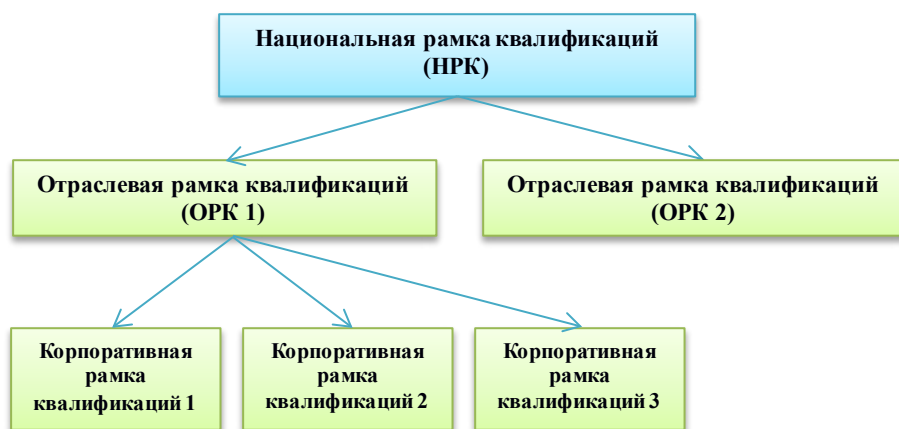 Национальная рамка квалификаций
(НРК)
Отраслевая рамка квалификаций
(ОРК 1)
Отраслевая рамка квалификаций
(ОРК 2)
Корпоративная
рамка
квалификаций 1
Корпоративная
рамка
квалификаций 2
Корпоративная
рамка
квалификаций 3